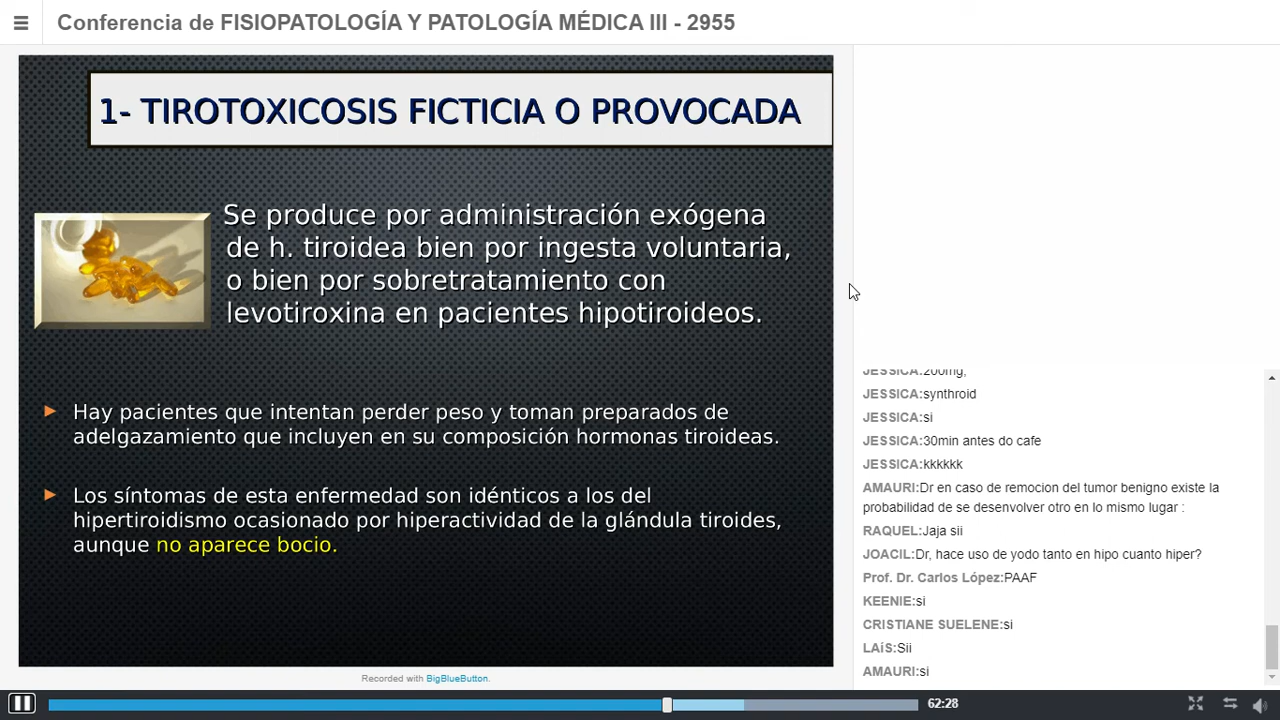 Conferencia de FISIOPATOLOGÍA Y PATOLOGÍA MÉDICA III - 2955
1- TIROTOXICOSIS FICTICIA O PROVOCADA
Se produce por administración exógena
de h. tiroidea bien por ingesta voluntaria,
o bien por sobretratamiento con
levotiroxina en pacientes hipotiroideos.
Hay pacientes que intentan perder peso y toman preparados de
adelgazamiento que incluyen en su composición hormonas tiroideas.
Los síntomas de esta enfermedad son idénticos a los del
hipertiroidismo ocasionado por hiperactividad de la glándula tiroides,
aunque no aparece bocio.
Recorded with BigBlueButton.
JESSICA:200mg,
JESSICA:synthroid
JESSICA:si
JESSICA:30min antes do cafe
JESSICA:kkkkkk
AMAURI:Dr en caso de remocion del tumor benigno existe la
probabilidad de se desenvolver otro en lo mismo lugar :
RAQUEL:Jaja sii
JOACIL:Dr, hace uso de yodo tanto en hipo cuanto hiper?
Prof. Dr. Carlos López:PAAF
KEENIE:si
CRISTIANE SUELENE:si
LAiS:Sii
AMAURI:si
62:28